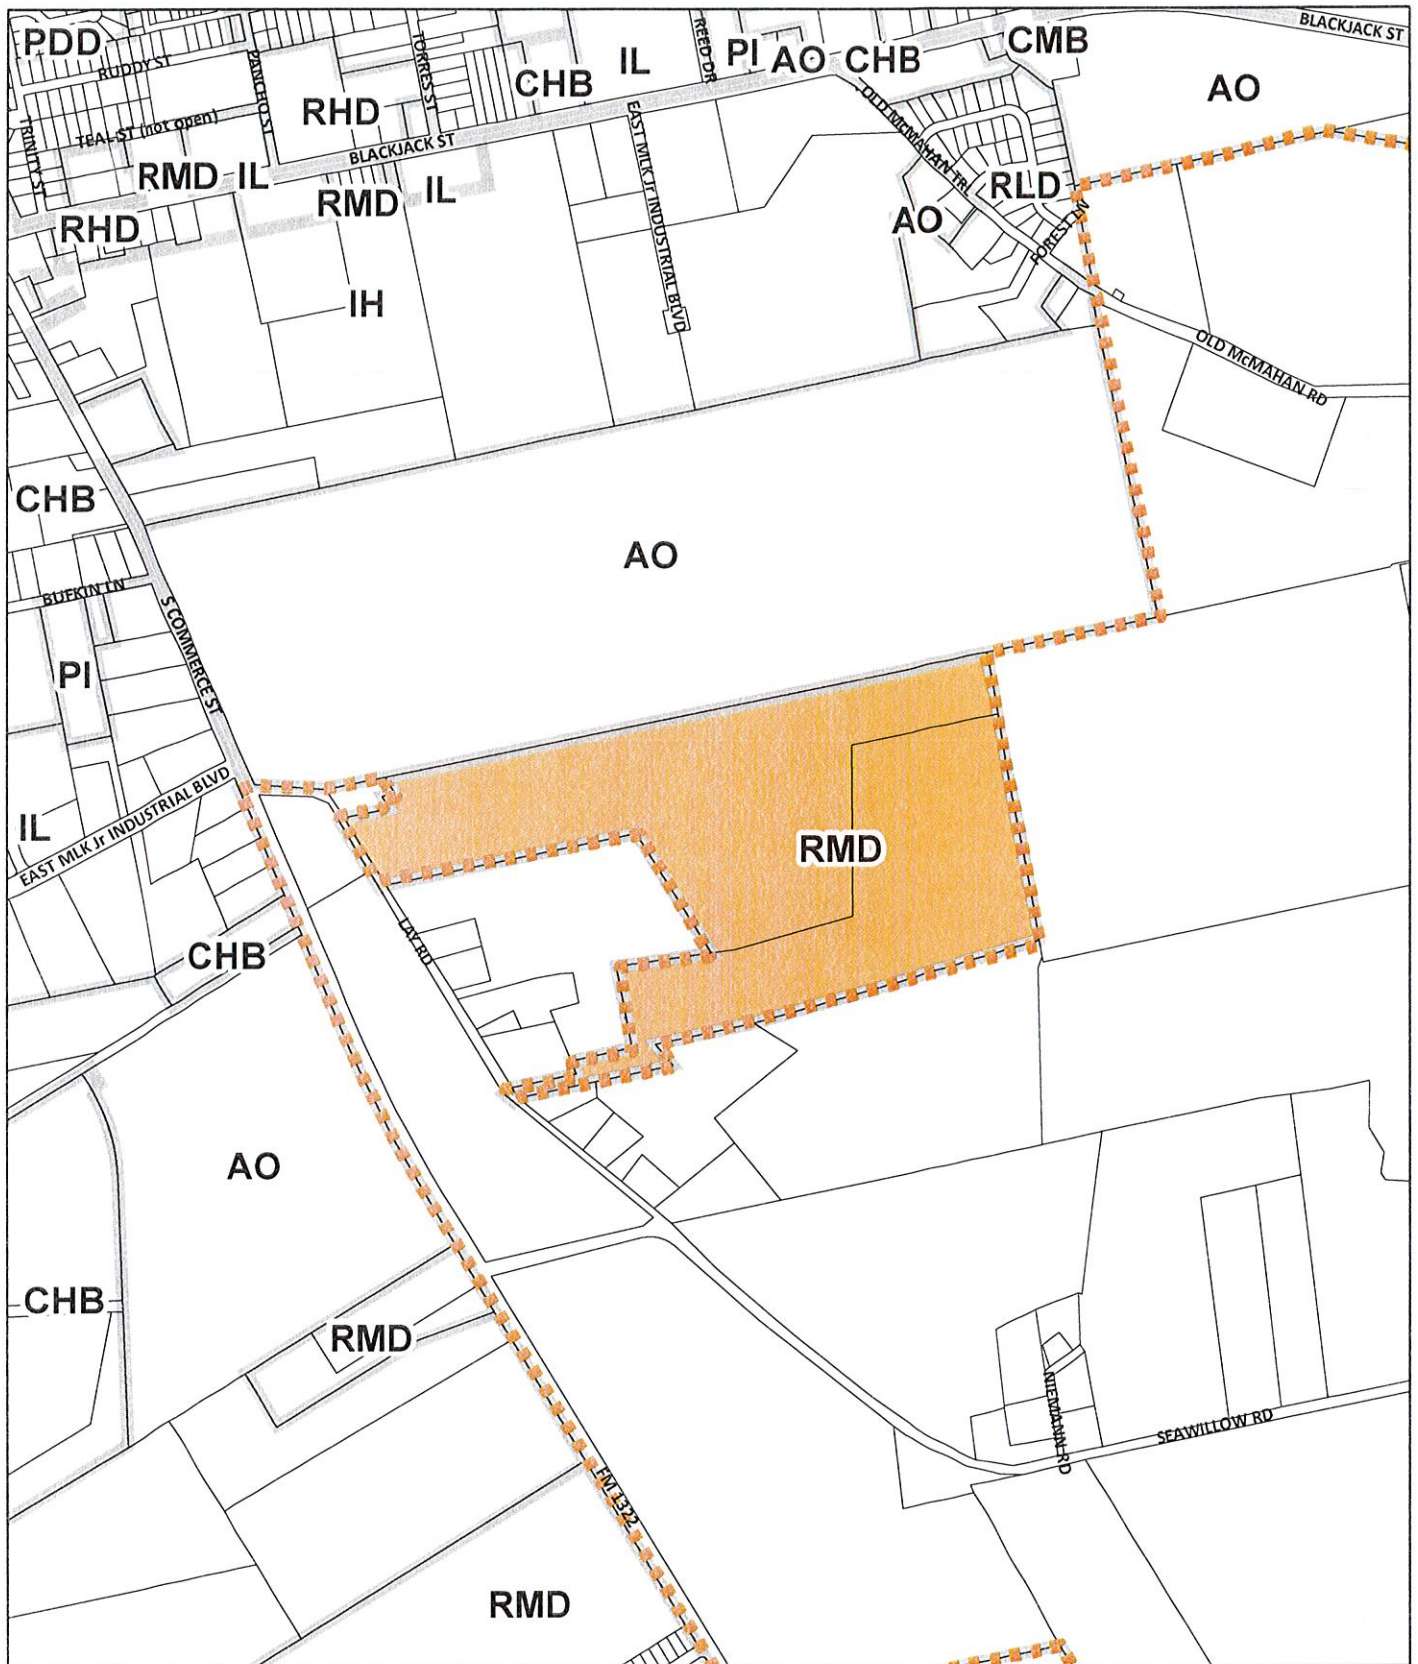 BLACKJACK ST
PDD
RUDDY ST
PANCHO ST
TORRES ST
CHB
IL
REED DR
PI
AO
CHB
CMB
AO
TRINITY ST
TEAL ST (not open)
RHD
BLACKJACK ST
EAST MLK Jr INDUSTRIAL BLVD
OLD McMAHAN TRL
RMD
IL
RMD
IL
RLD
RHD
AO
FOREST LN
IH
OLD McMAHAN RD
CHB
AO
BUFKIN LN
S COMMERCE ST
PI
IL
EAST MLK Jr INDUSTRIAL BLVD
RMD
CHB
LAY RD
AO
CHB
RMD
NIEMANN RD
SEAWILLOW RD
FM 1322
RMD